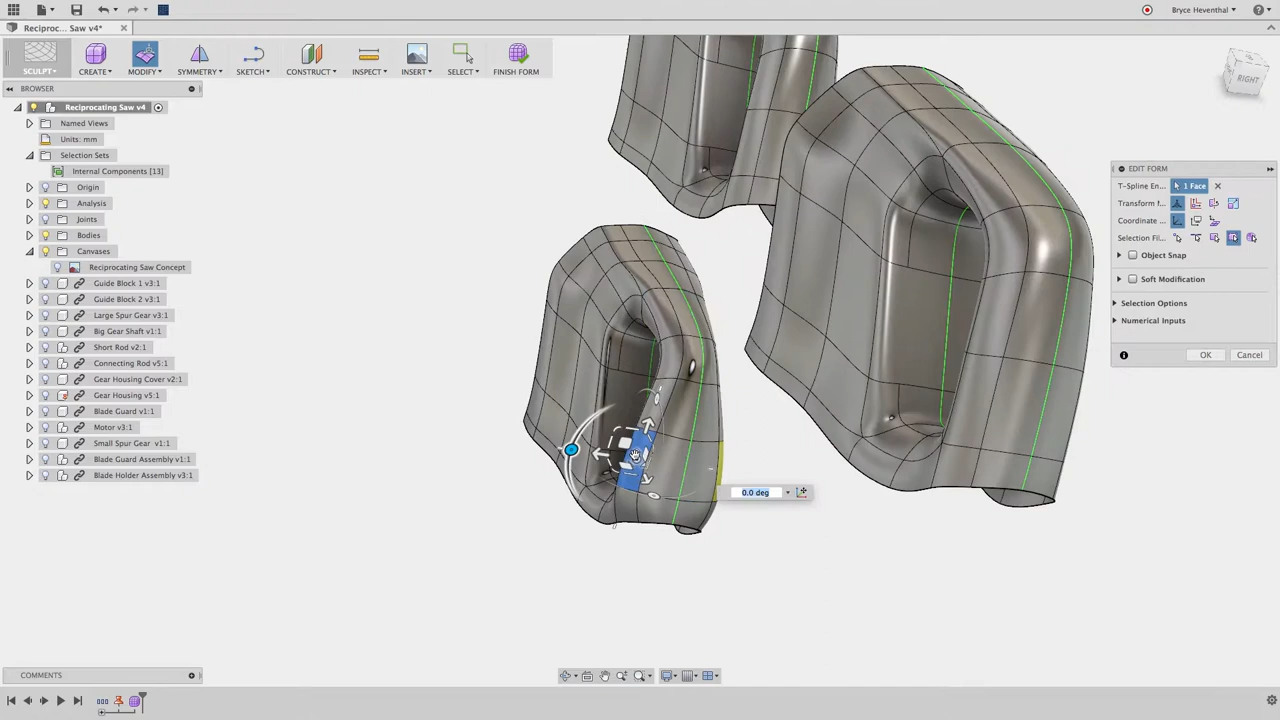 Bryce Heventhal
Reciproc... Saw v4*
SCULPT
CREATE
MODIFY
SYMMETRY
SKETCH
CONSTRUCT
INSPECT
INSERT
SELECT
FINISH FORM
RIGHT
BROWSER
Reciprocating Saw v4
Named Views
Units: mm
Selection Sets
Internal Components [13]
Origin
Analysis
Joints
Bodies
Canvases
Reciprocating Saw Concept
Guide Block 1 v3:1
Guide Block 2 v3:1
Large Spur Gear v3:1
Big Gear Shaft v1:1
Short Rod v2:1
Connecting Rod v5:1
Gear Housing Cover v2:1
Gear Housing v5:1
Blade Guard v1:1
Motor v3:1
Small Spur Gear v1:1
Blade Guard Assembly v1:1
Blade Holder Assembly v3:1
EDIT FORM
T-Spline En... 1 Face
Transform
Coordinate ...
Selection Fil...
Object Snap
Soft Modification
Selection Options
Numerical Inputs
OK
Cancel
0.0 deg
COMMENTS